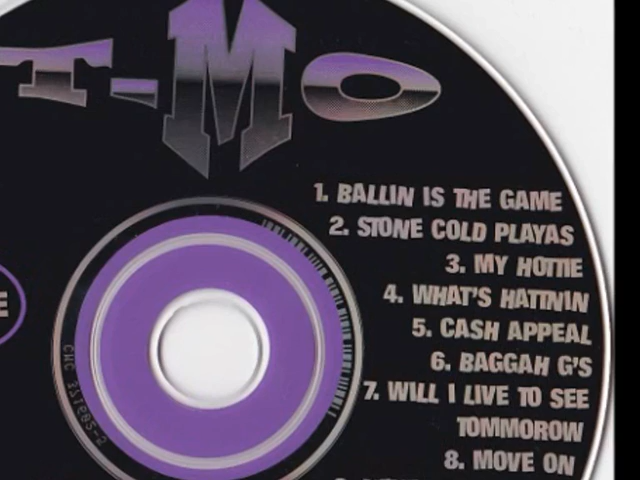 T-MO
1. BALLIN IS THE GAME
2. STONE COLD PLAYAS
3. MY HOTTIE
4. WHAT'S HATTNIN
5. CASH APPEAL
6. BAGGAH G'S
7. WILL I LIVE TO SEE
TOMMOROW
8. MOVE ON